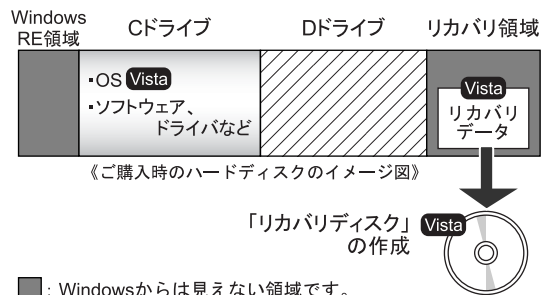 Windows
RE領域
Cドライブ
Dドライブ
リカバリ領域
・OS Vista
・ソフトウェア、
ドライバなど
Vista
リカバリ
データ
《ご購入時のハードディスクのイメージ図》
「リカバリディスク」 Vista
の作成
：Windowsからは見えない領域です。